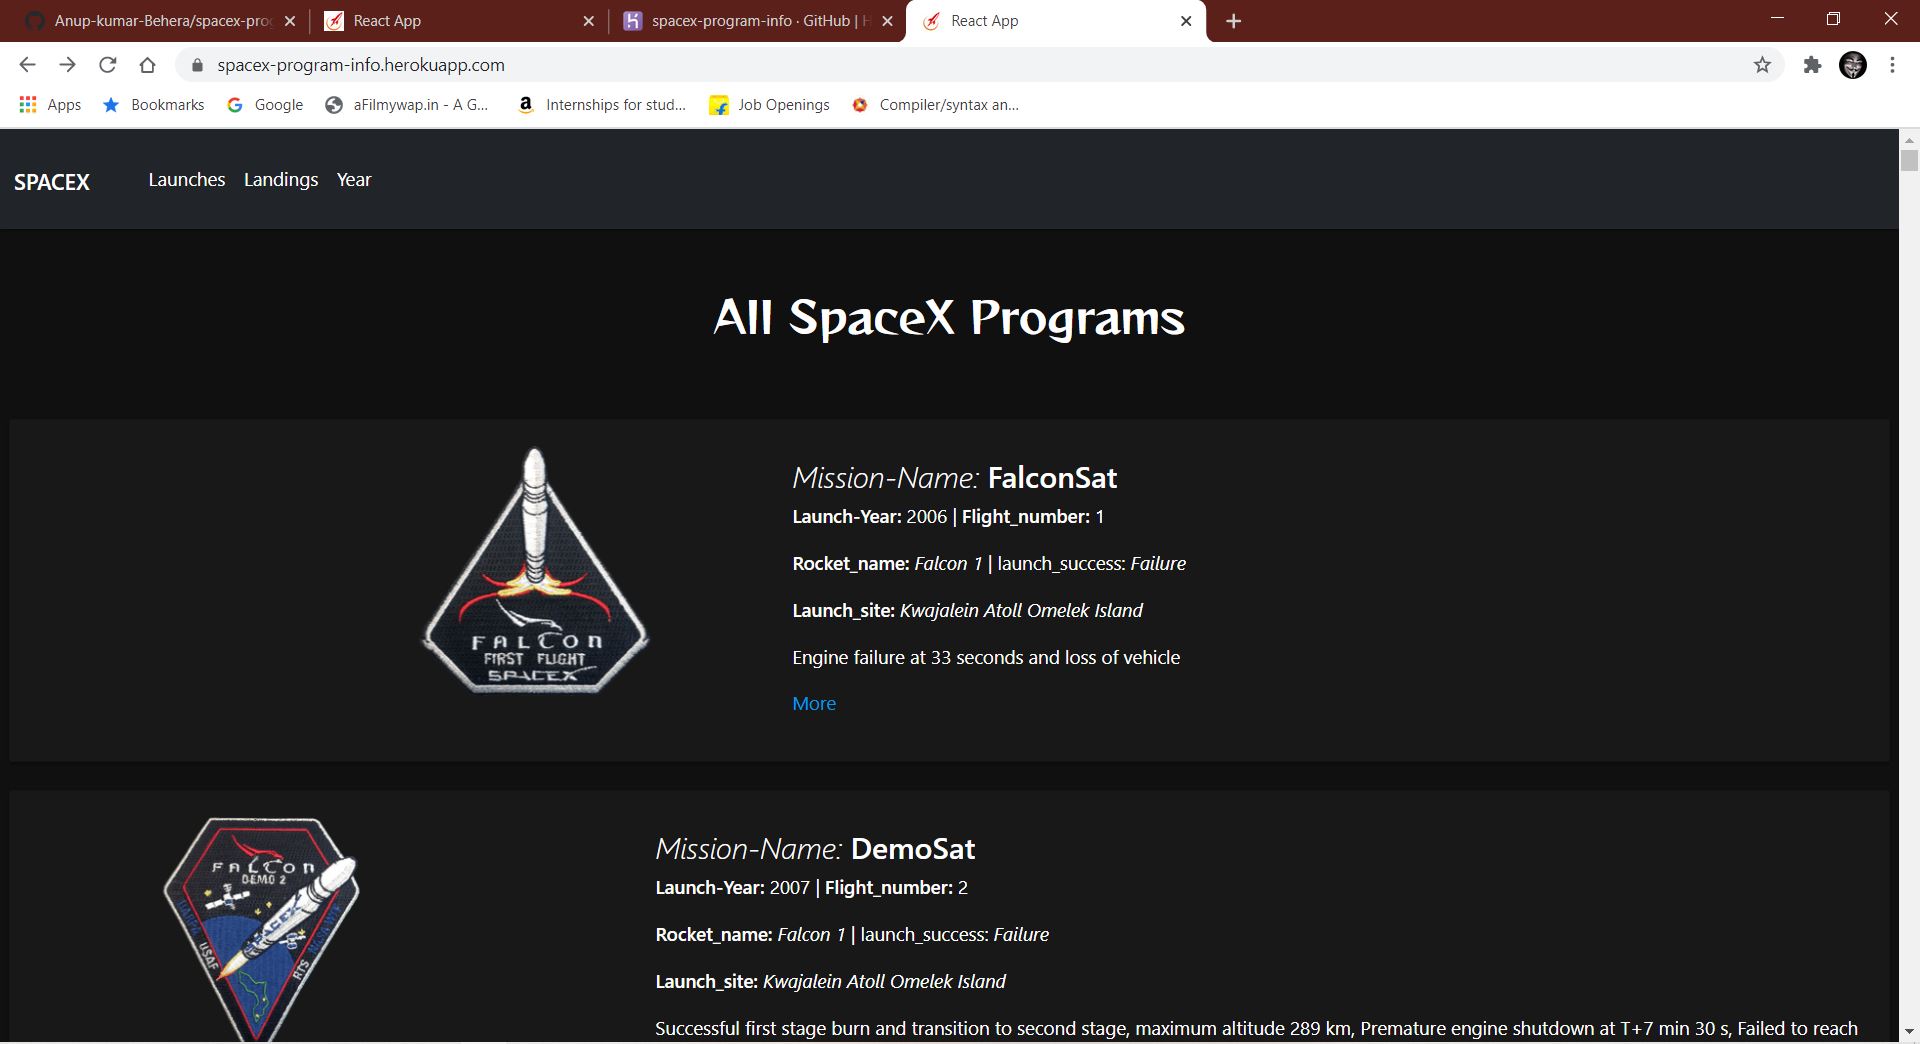 Anup-kumar-Behera/spacex-prog
React App
spacex-program-info · GitHub | H
React App
spacex-program-info.herokuapp.com
Apps
Bookmarks
Google
aFilmywap.in - A G...
Internships for stud...
Job Openings
Compiler/syntax an...
SPACEX
Launches
Landings
Year
All SpaceX Programs
FALCON
FIRST FLIGHT
SPACEX
Mission-Name: FalconSat
Launch-Year: 2006 | Flight_number: 1
Rocket_name: Falcon 1 | launch_success: Failure
Launch_site: Kwajalein Atoll Omelek Island
Engine failure at 33 seconds and loss of vehicle
More
FALCON
DEMO 2
SPACEX
DARPA
USAF
RTS
NASA
Mission-Name: DemoSat
Launch-Year: 2007 | Flight_number: 2
Rocket_name: Falcon 1 | launch_success: Failure
Launch_site: Kwajalein Atoll Omelek Island
Successful first stage burn and transition to second stage, maximum altitude 289 km, Premature engine shutdown at T+7 min 30 s, Failed to reach